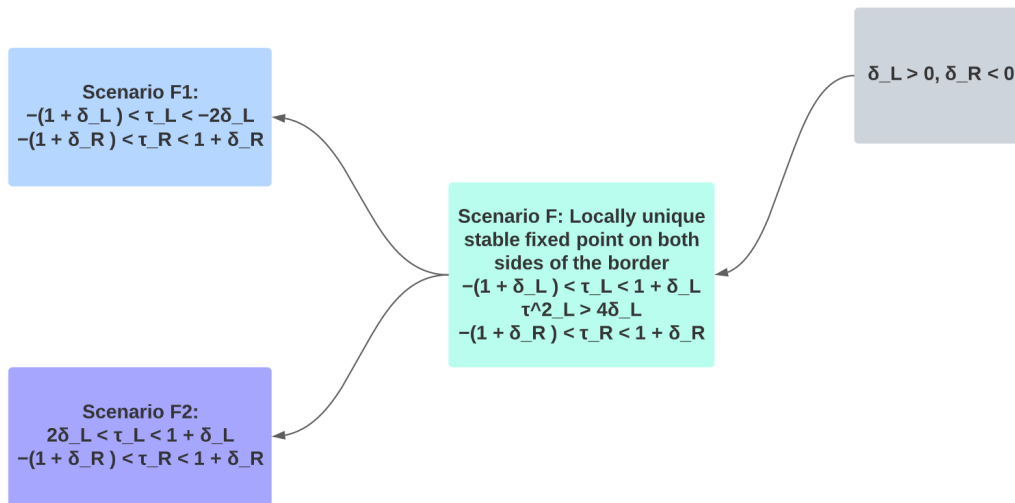 δ_L > 0, δ_R < 0
Scenario F1:
−(1 + δ_L ) < τ_L < −2δ_L
−(1 + δ_R ) < τ_R < 1 + δ_R
Scenario F: Locally unique
stable fixed point on both
sides of the border
−(1 + δ_L ) < τ_L < 1 + δ_L
τ^2_L > 4δ_L
−(1 + δ_R ) < τ_R < 1 + δ_R
Scenario F2:
2δ_L < τ_L < 1 + δ_L
−(1 + δ_R ) < τ_R < 1 + δ_R